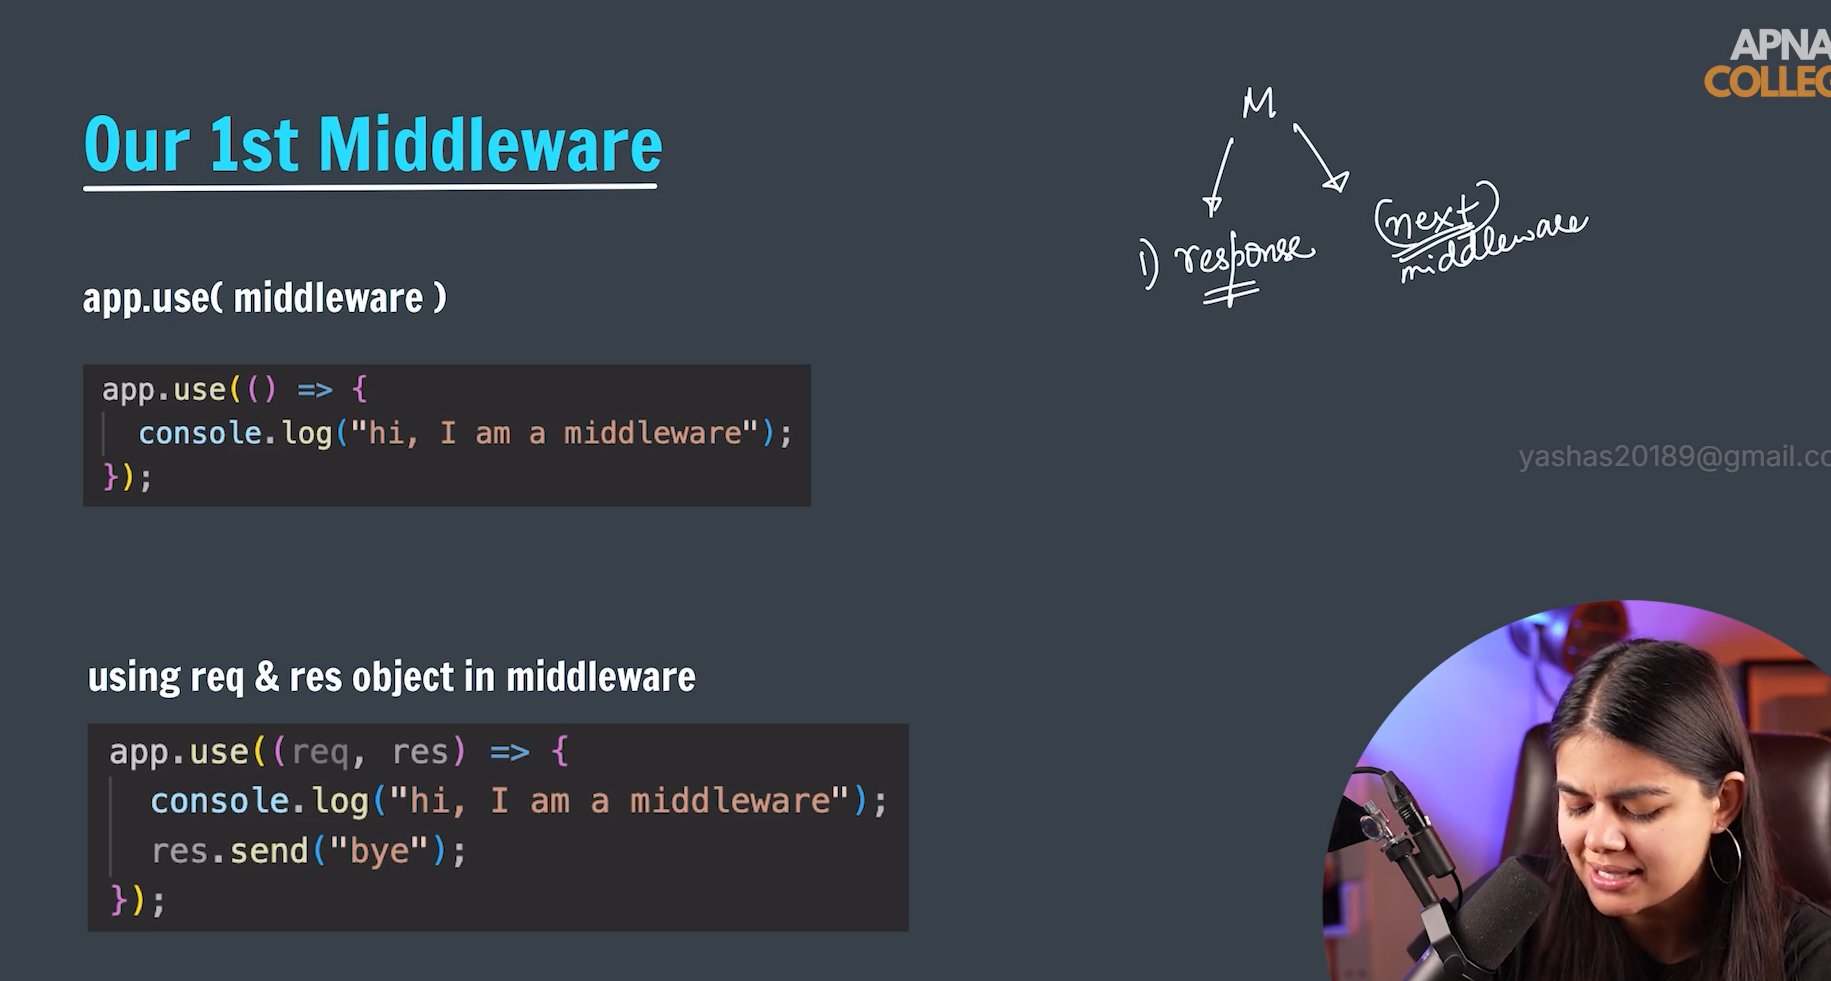 APNA
COLLEG
Our 1st Middleware
M
1) response
(next)
middleware
app.use( middleware )
app.use(() => {
console.log("hi, I am a middleware");
});
yashas20189@gmail.co
using req & res object in middleware
app.use((req, res) => {
console.log("hi, I am a middleware");
res.send("bye");
});